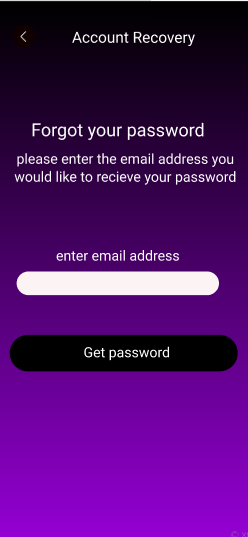 Account Recovery
Forgot your password
please enter the email address you
would like to recieve your password
enter email address
Get password